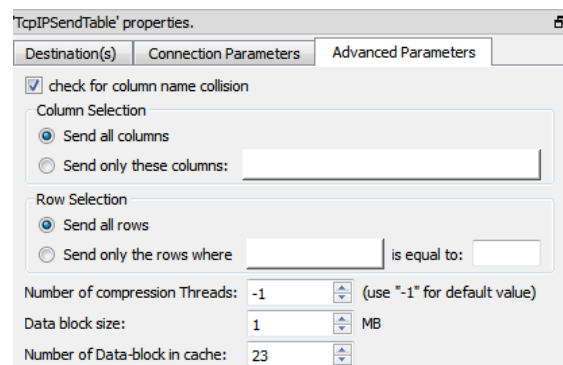 'TcpIPSendTable' properties.
Destination(s) Connection Parameters Advanced Parameters
check for column name collision
Column Selection
Send all columns
Send only these columns:
Row Selection
Send all rows
Send only the rows where is equal to:
Number of compression Threads: -1 (use "-1" for default value)
Data block size: 1 MB
Number of Data-block in cache: 23